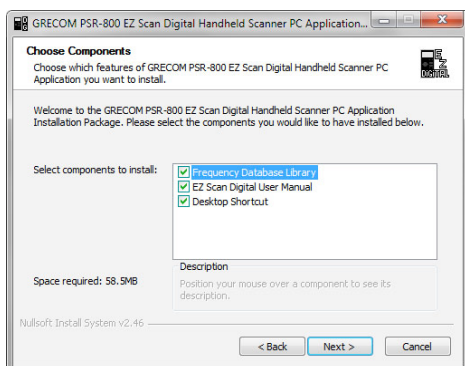 GRECOM PSR-800 EZ Scan Digital Handheld Scanner PC Application...
Choose Components
Choose which features of GRECOM PSR-800 EZ Scan Digital Handheld Scanner PC
Application you want to install.
EZ
DIGITAL
Welcome to the GRECOM PSR-800 EZ Scan Digital Handheld Scanner PC Application
Installation Package. Please select the components you would like to have installed below.
Select components to install:
Frequency Database Library
EZ Scan Digital User Manual
Desktop Shortcut
Space required: 58.5MB
Description
Position your mouse over a component to see its
description.
Nullsoft Install System v2.46
< Back
Next >
Cancel